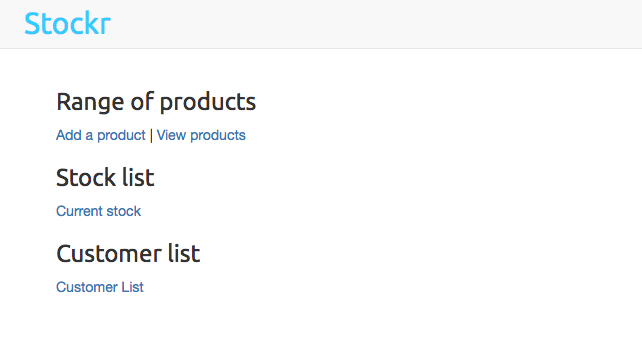 Stockr
Range of products
Add a product | View products
Stock list
Current stock
Customer list
Customer List